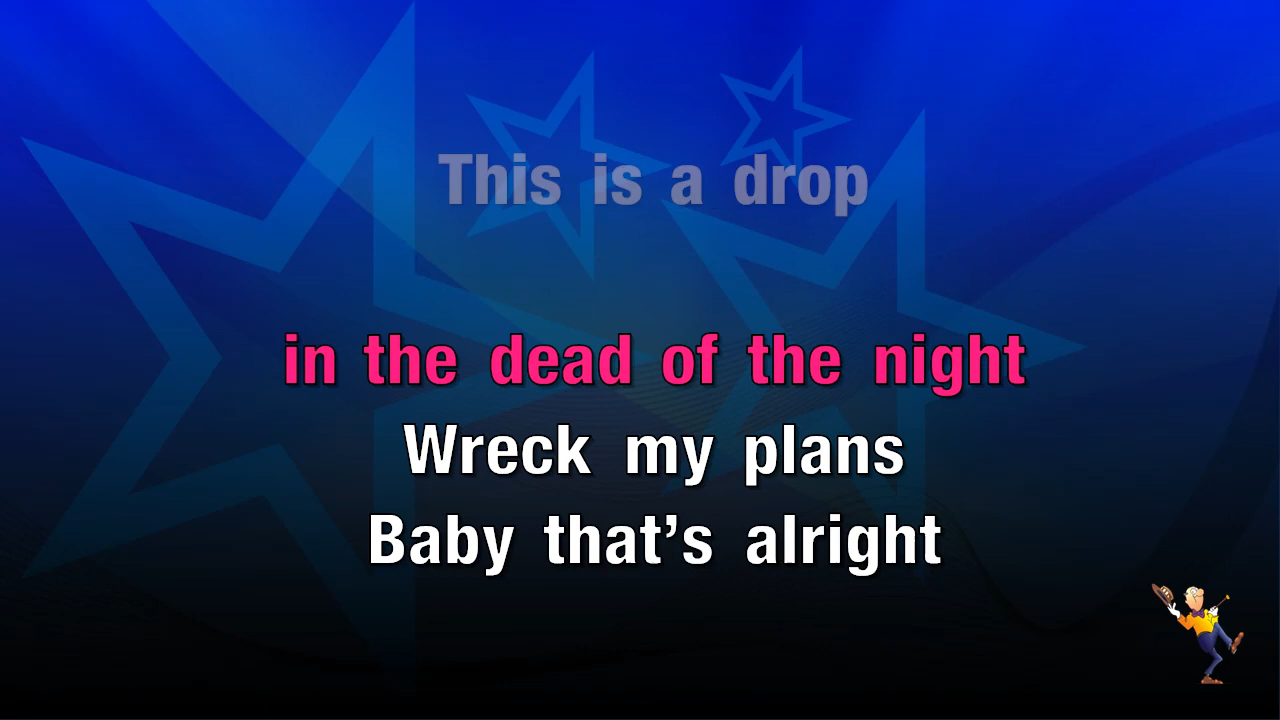 This is a drop
in the dead of the night
Wreck my plans
Baby that’s alright